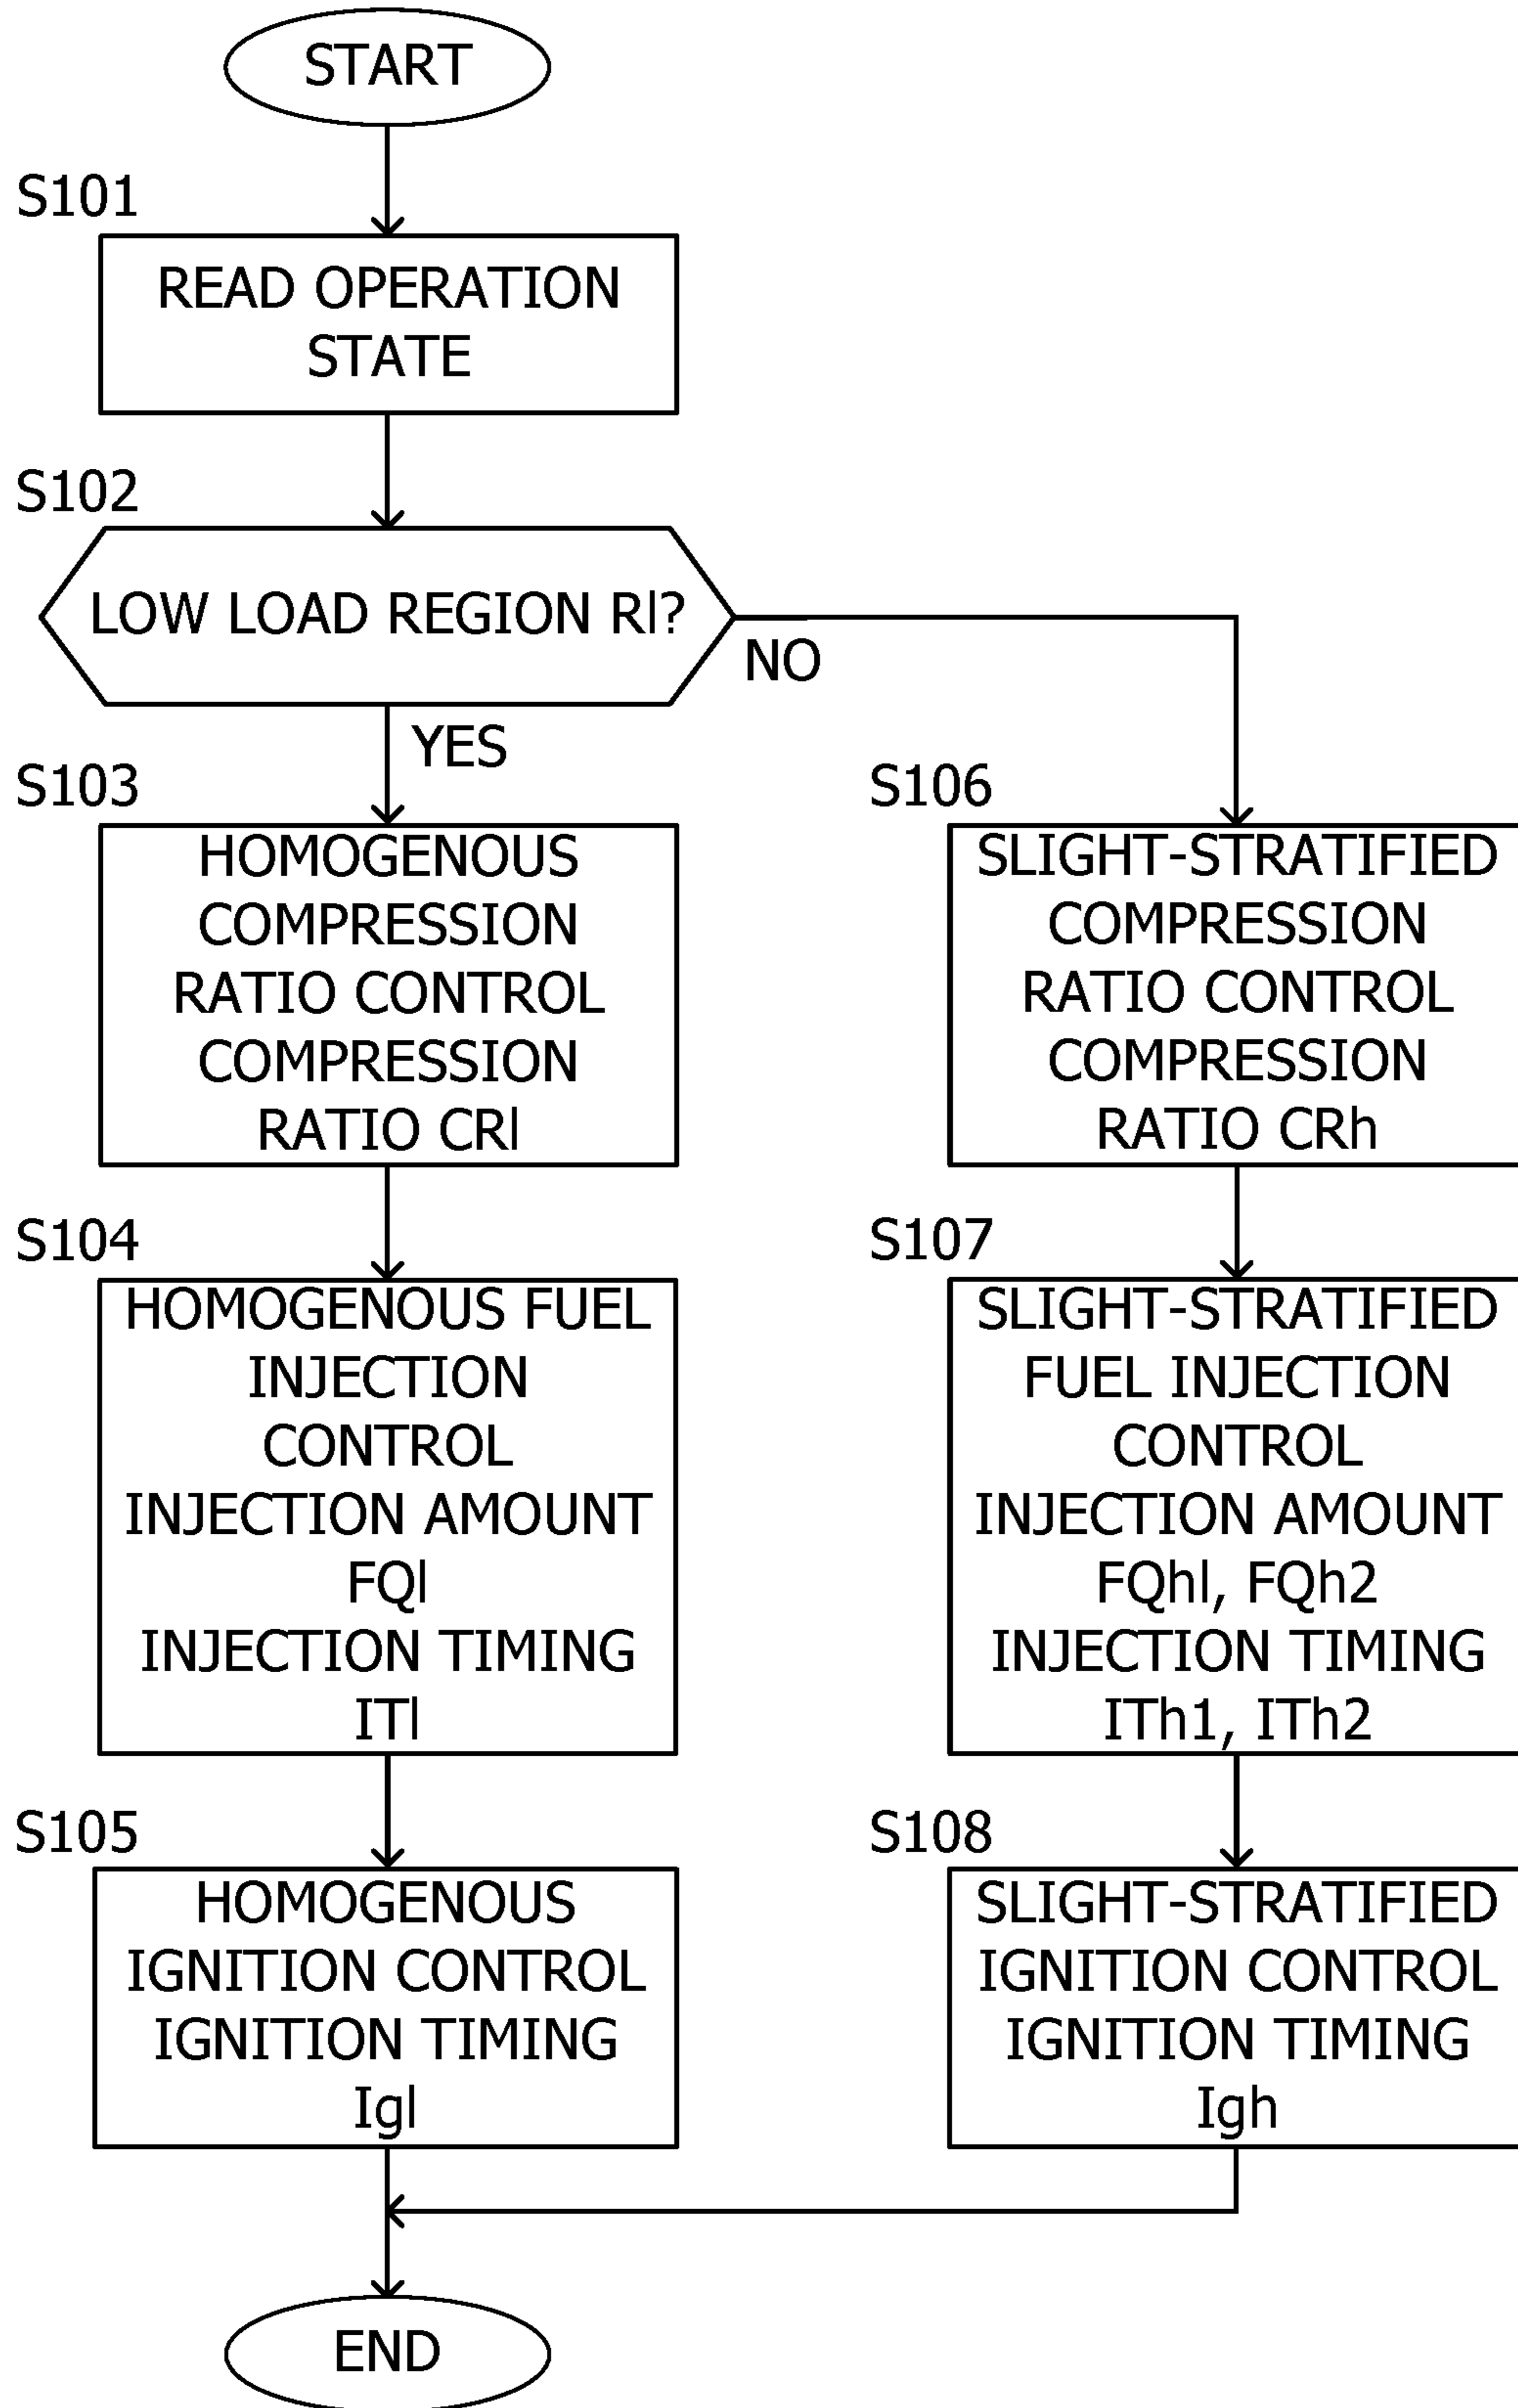 START
S101
READ OPERATION
STATE
S102
LOW LOAD REGION Rl?
NO
YES
S103
HOMOGENOUS
COMPRESSION
RATIO CONTROL
COMPRESSION
RATIO CRl
S104
HOMOGENOUS FUEL
INJECTION
CONTROL
INJECTION AMOUNT
FQl
INJECTION TIMING
ITl
S105
HOMOGENOUS
IGNITION CONTROL
IGNITION TIMING
Igl
S106
SLIGHT-STRATIFIED
COMPRESSION
RATIO CONTROL
COMPRESSION
RATIO CRh
S107
SLIGHT-STRATIFIED
FUEL INJECTION
CONTROL
INJECTION AMOUNT
FQhl, FQh2
INJECTION TIMING
ITh1, ITh2
S108
SLIGHT-STRATIFIED
IGNITION CONTROL
IGNITION TIMING
Igh
END